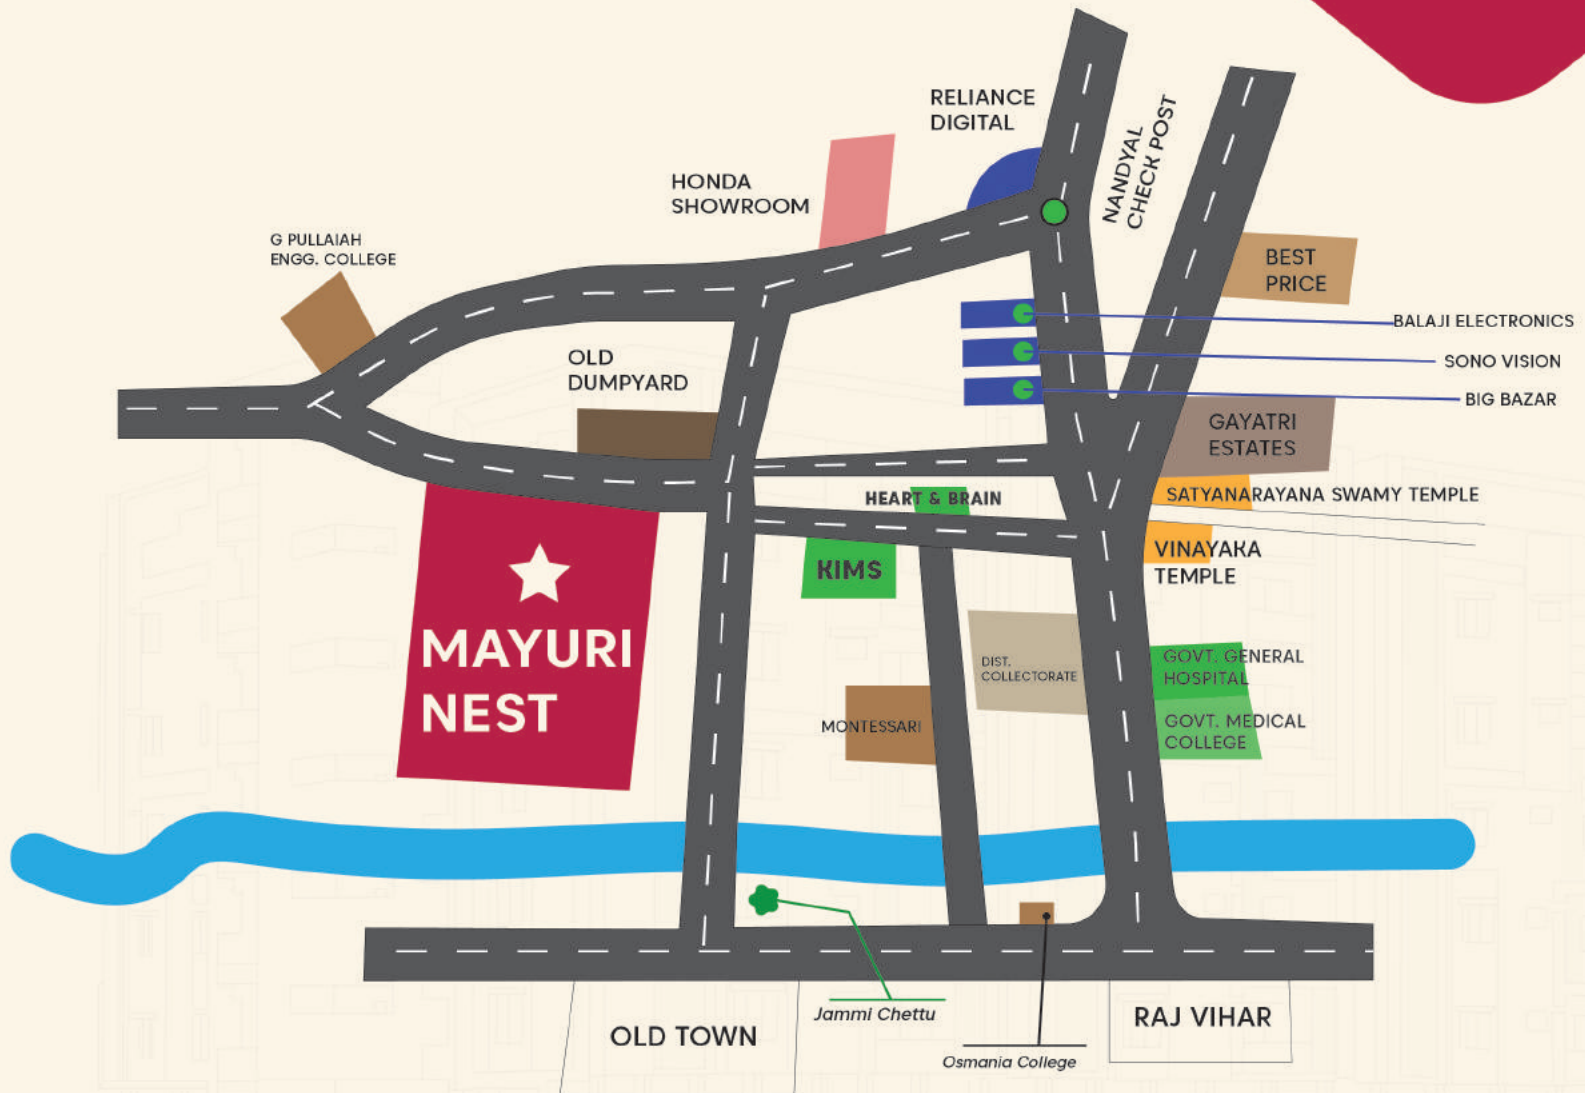 RELIANCE
DIGITAL
NANDYAL
CHECK POST
HONDA
SHOWROOM
G PULLAIAH
ENGG. COLLEGE
BEST
PRICE
BALAJI ELECTRONICS
OLD
DUMPYARD
SONO VISION
BIG BAZAR
GAYATRI
ESTATES
HEART & BRAIN
SATYANARAYANA SWAMY TEMPLE
KIMS
VINAYAKA
TEMPLE
MAYURI
NEST
DIST.
COLLECTORATE
GOVT. GENERAL
HOSPITAL
MONTESSARI
GOVT. MEDICAL
COLLEGE
OLD TOWN
Jammi Chettu
RAJ VIHAR
Osmania College